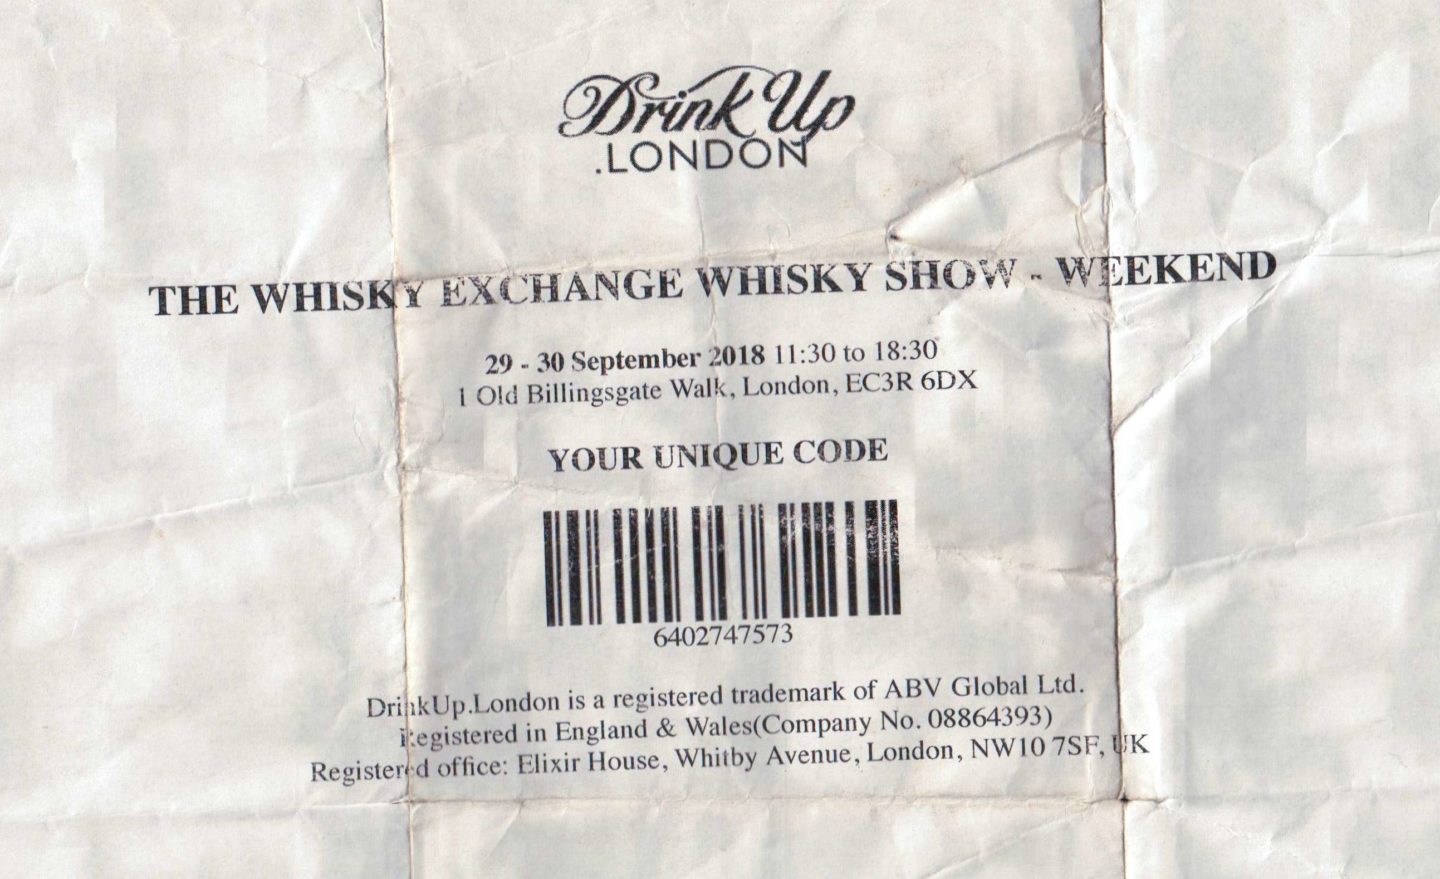 Drink Up
.LONDON
THE WHISKY EXCHANGE WHISKY SHOW - WEEKEND
29 - 30 September 2018 11:30 to 18:30
1 Old Billingsgate Walk, London, EC3R 6DX
YOUR UNIQUE CODE
6402747573
DrinkUp.London is a registered trademark of ABV Global Ltd.
Registered in England & Wales(Company No. 08864393)
Registered office: Elixir House, Whitby Avenue, London, NW10 7SF, UK